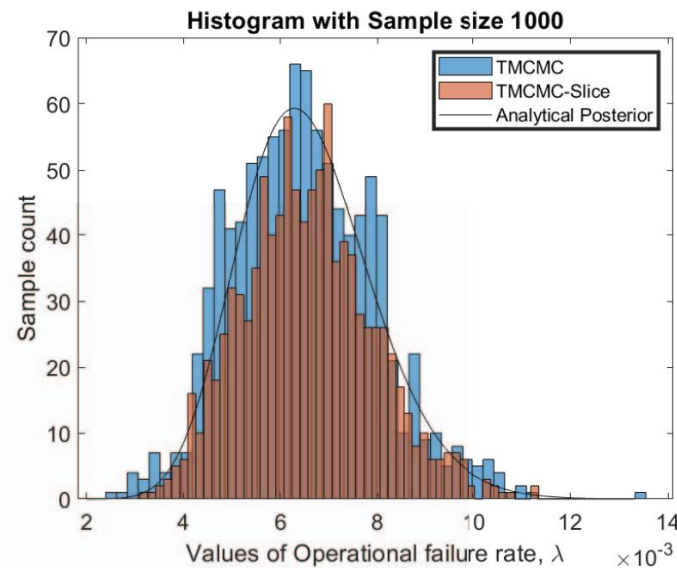 Histogram with Sample size 1000
70
60
50
40
30
20
10
0
Sample count
TMCMC
TMCMC-Slice
Analytical Posterior
2 4 6 8 10 12 14
×10⁻³
Values of Operational failure rate, λ